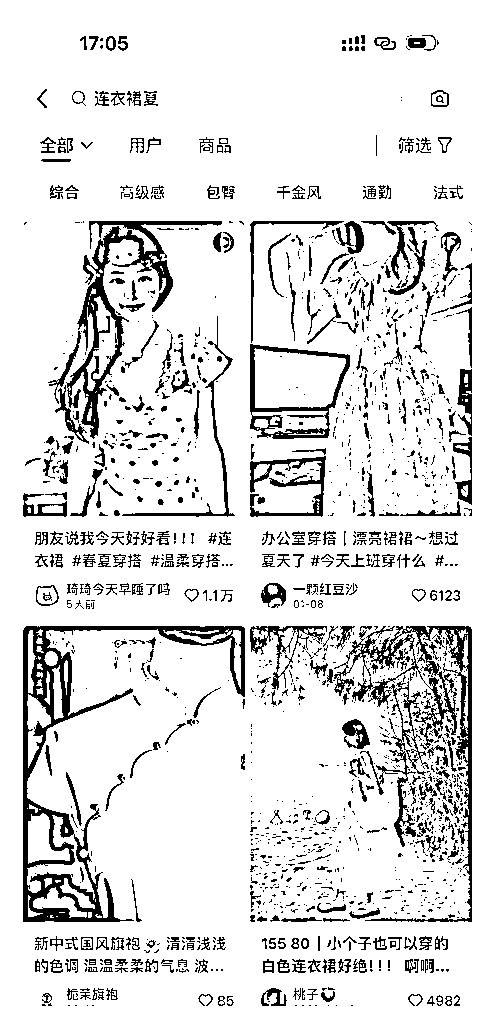 17:05
连衣裙夏
全部
用户
商品
筛选
综合
高级感
包臀
千金风
通勤
法式
朋友说我今天好好看!!! #连
衣裙 #春夏穿搭 #温柔穿搭...
琦琦今天早睡了吗
5天前
1.1万
办公室穿搭 | 漂亮裙裙~想过
夏天了 #今天上班穿什么 #...
一颗红豆沙
01-08
6123
新中式国风旗袍 清清浅浅
的色调 温温柔柔的气息 波...
栀茉旗袍
85
155 80 | 小个子也可以穿的
白色连衣裙好绝!!! 啊啊...
桃子
4982